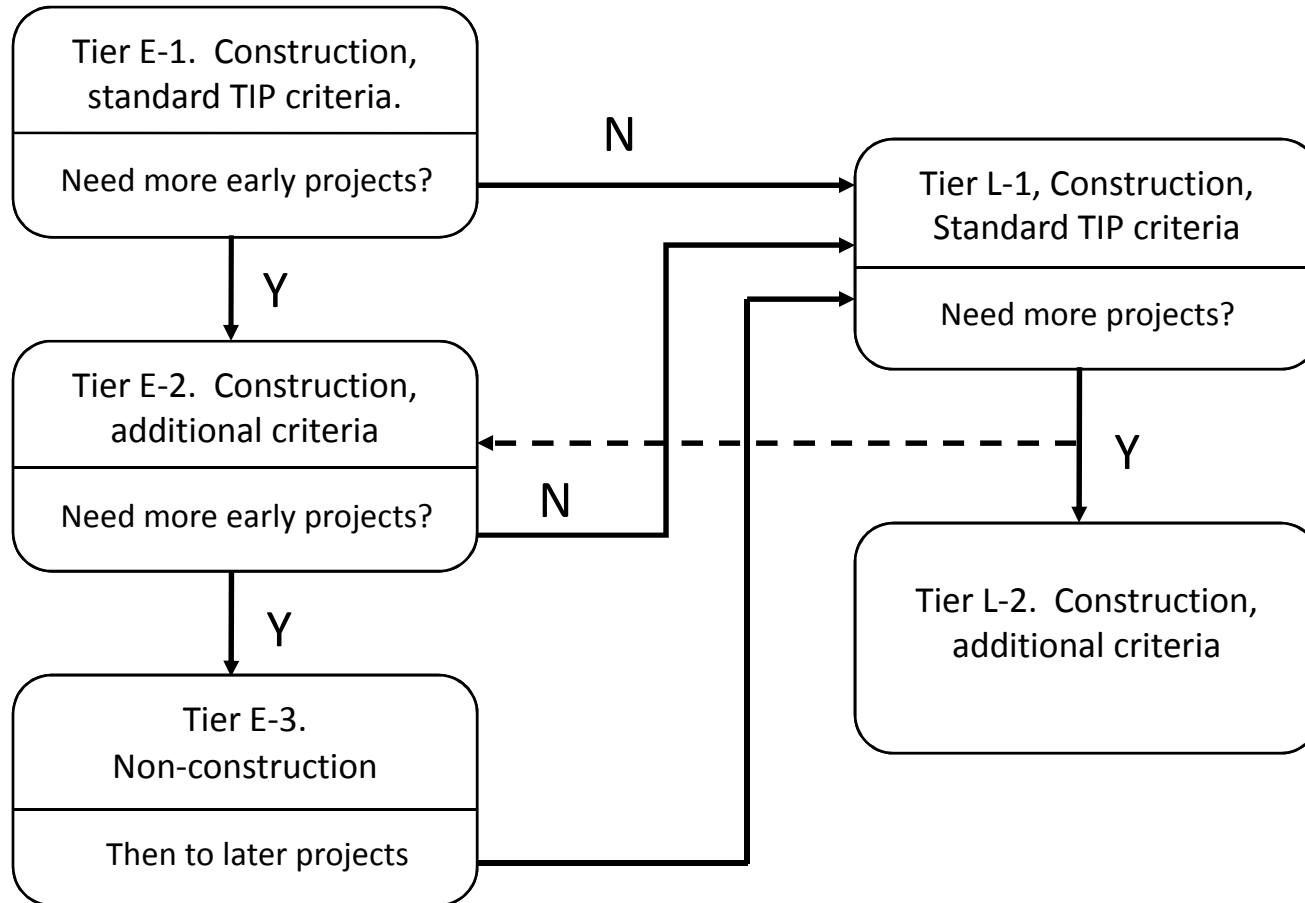 Tier E-1.  Construction,
standard TIP criteria.
Need more early projects?
N
Y
Tier L-1, Construction,
Standard TIP criteria
Need more projects?
Tier E-2.  Construction,
additional criteria
Need more early projects?
N
Y
Y
Tier L-2.  Construction,
additional criteria
Tier E-3.
Non-construction
Then to later projects